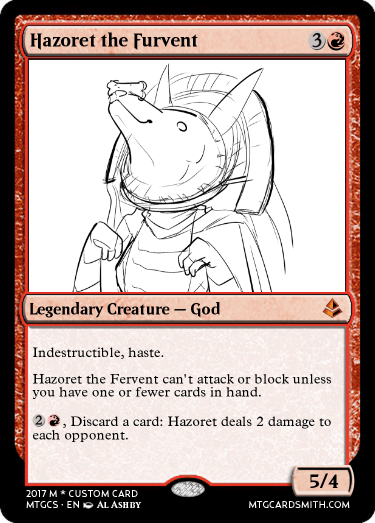 Hazoret the Furvent 3
Legendary Creature — God
Indestructible, haste.
Hazoret the Fervent can't attack or block unless
you have one or fewer cards in hand.
2 , Discard a card: Hazoret deals 2 damage to
each opponent.
5/4
2017 M * CUSTOM CARD
MTGCS • EN AL ASHBY
MTGCARDSMITH.COM